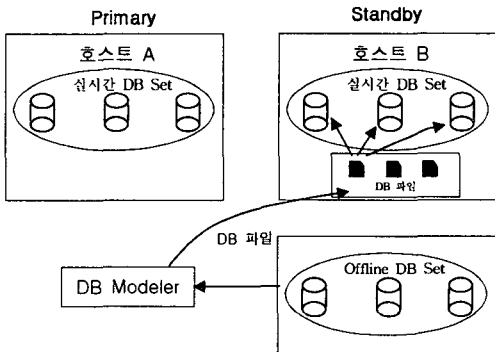 Primary
Standby
호스트 A
실시간 DB Set
호스트 B
실시간 DB Set
DB 파일
DB 파일
DB Modeler
Offline DB Set